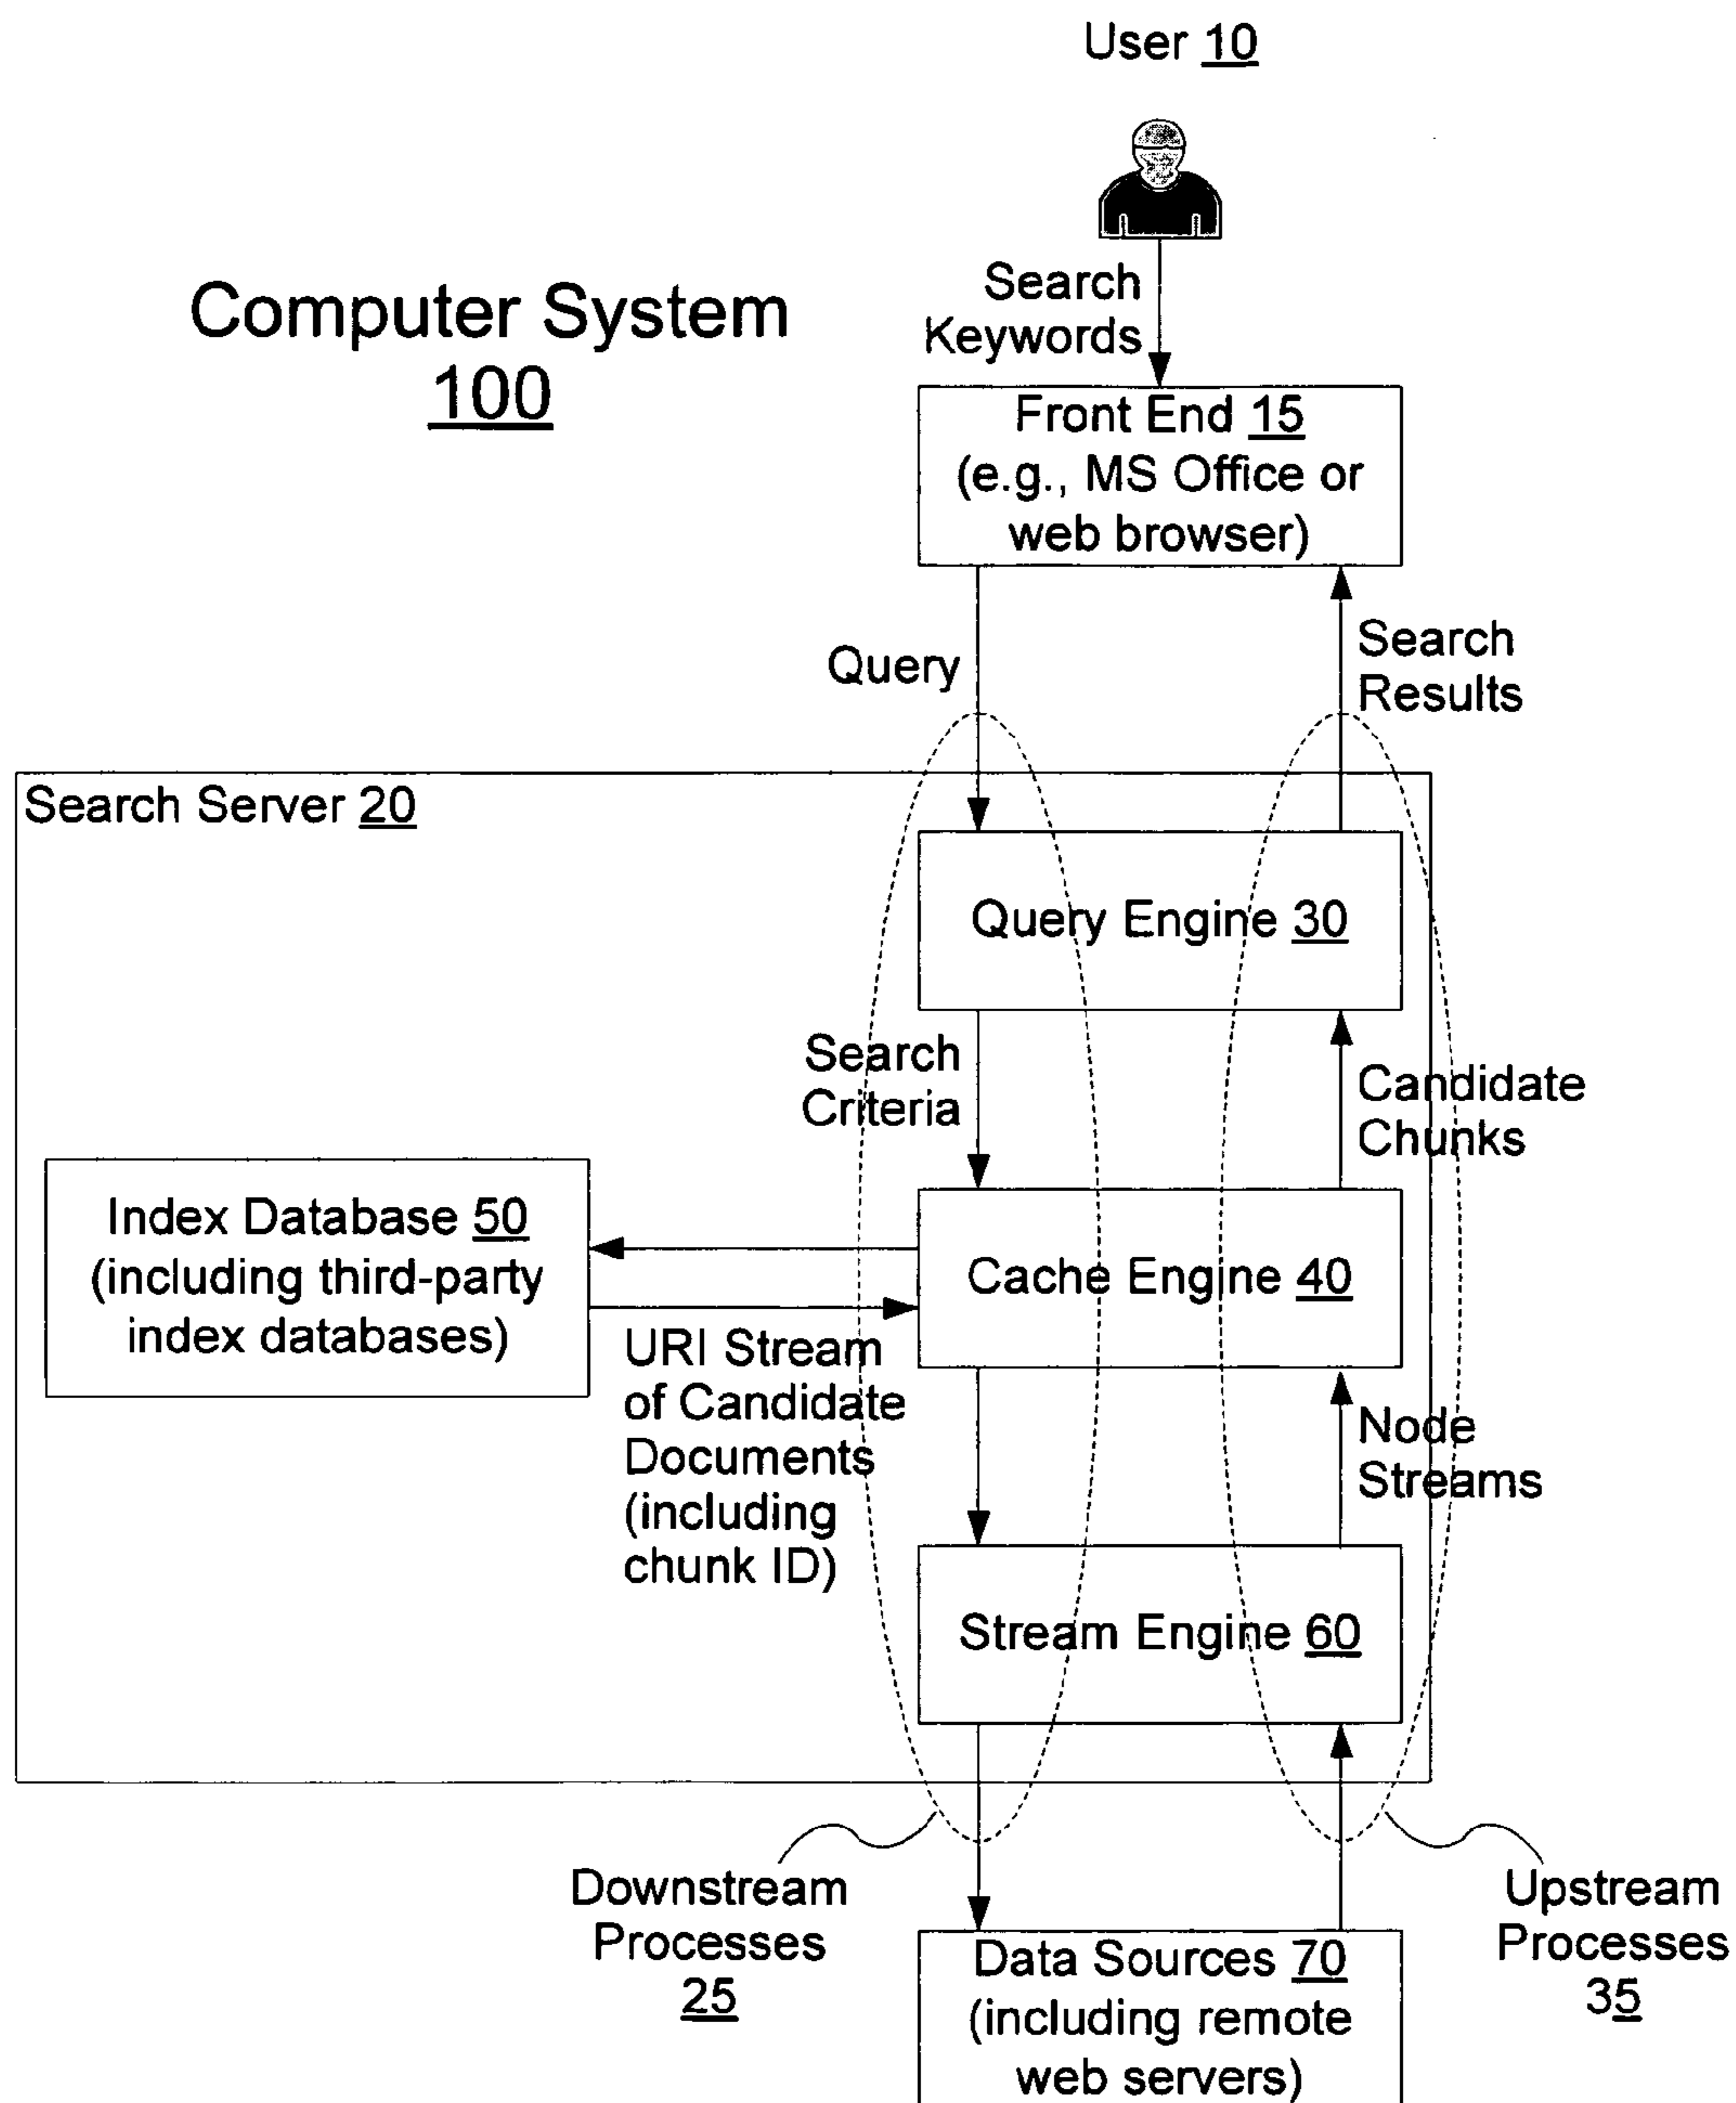 User 10
Search
Keywords
Computer System
100
Front End 15
(e.g., MS Office or
web browser)
Query
Search
Results
Search Server 20
Query Engine 30
Search
Criteria
Candidate
Chunks
Index Database 50
(including third-party
index databases)
Cache Engine 40
URI Stream
of Candidate
Documents
(including
chunk ID)
Node
Streams
Stream Engine 60
Downstream
Processes
25
Upstream
Processes
35
Data Sources 70
(including remote
web servers)